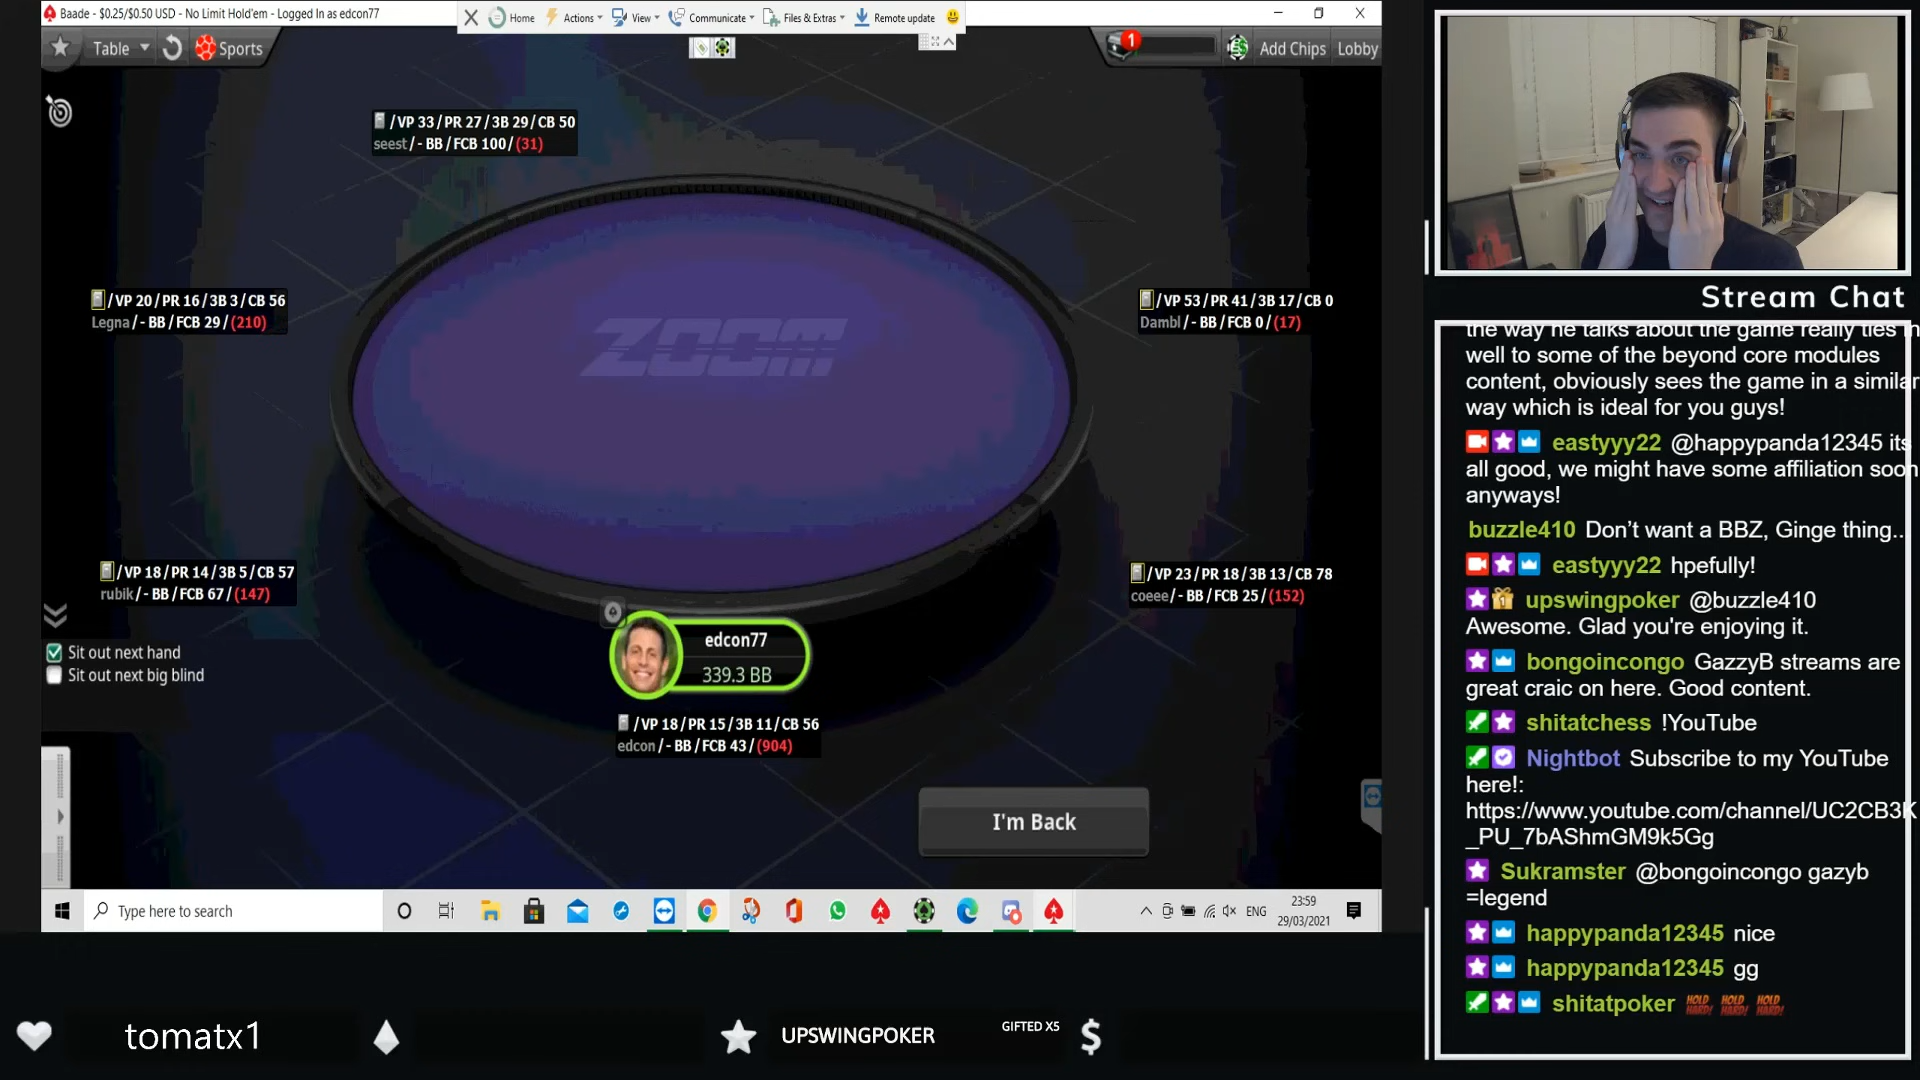 Baade - $0.25/$0.50 USD - No Limit Hold'em - Logged In as edcon77
Home
Actions
View
Communicate
Files & Extras
Remote update
Table
Sports
1
Add Chips
Lobby
/VP 33/PR 27/3B 29/CB 50
seest/- BB/FCB 100/(31)
/VP 20/PR 16/3B 3/CB 56
Legna/- BB/FCB 29/(210)
/VP 53/PR 41/3B 17/CB 0
Dambl/- BB/FCB 0/(17)
ZOOM
/VP 18/PR 14/3B 5/CB 57
rubik/- BB/FCB 67/(147)
/VP 23/PR 18/3B 13/CB 78
coeee/- BB/FCB 25/(152)
Sit out next hand
Sit out next big blind
edcon77
339.3 BB
/VP 18/PR 15/3B 11/CB 56
edcon/- BB/FCB 43/(904)
I'm Back
Type here to search
ENG
23:59
29/03/2021
tomatx1
UPSWINGPOKER
GIFTED X5
Stream Chat
the way he talks about the game really ties in
well to some of the beyond core modules
content, obviously sees the game in a similar
way which is ideal for you guys!
eastyyy22 @happypanda12345 its
all good, we might have some affiliation soon
anyways!
buzzle410 Don't want a BBZ, Ginge thing..
eastyyy22 hpefully!
upswingpoker @buzzle410
Awesome. Glad you're enjoying it.
bongoincongo GazzyB streams are
great craic on here. Good content.
shitatchess !YouTube
Nightbot Subscribe to my YouTube
here!:
https://www.youtube.com/channel/UC2CB3K
_PU_7bAShmGM9k5Gg
Sukramster @bongoincongo gazyb
=legend
happypanda12345 nice
happypanda12345 gg
shitatpoker HOLD HARD! HOLD HARD! HOLD HARD!